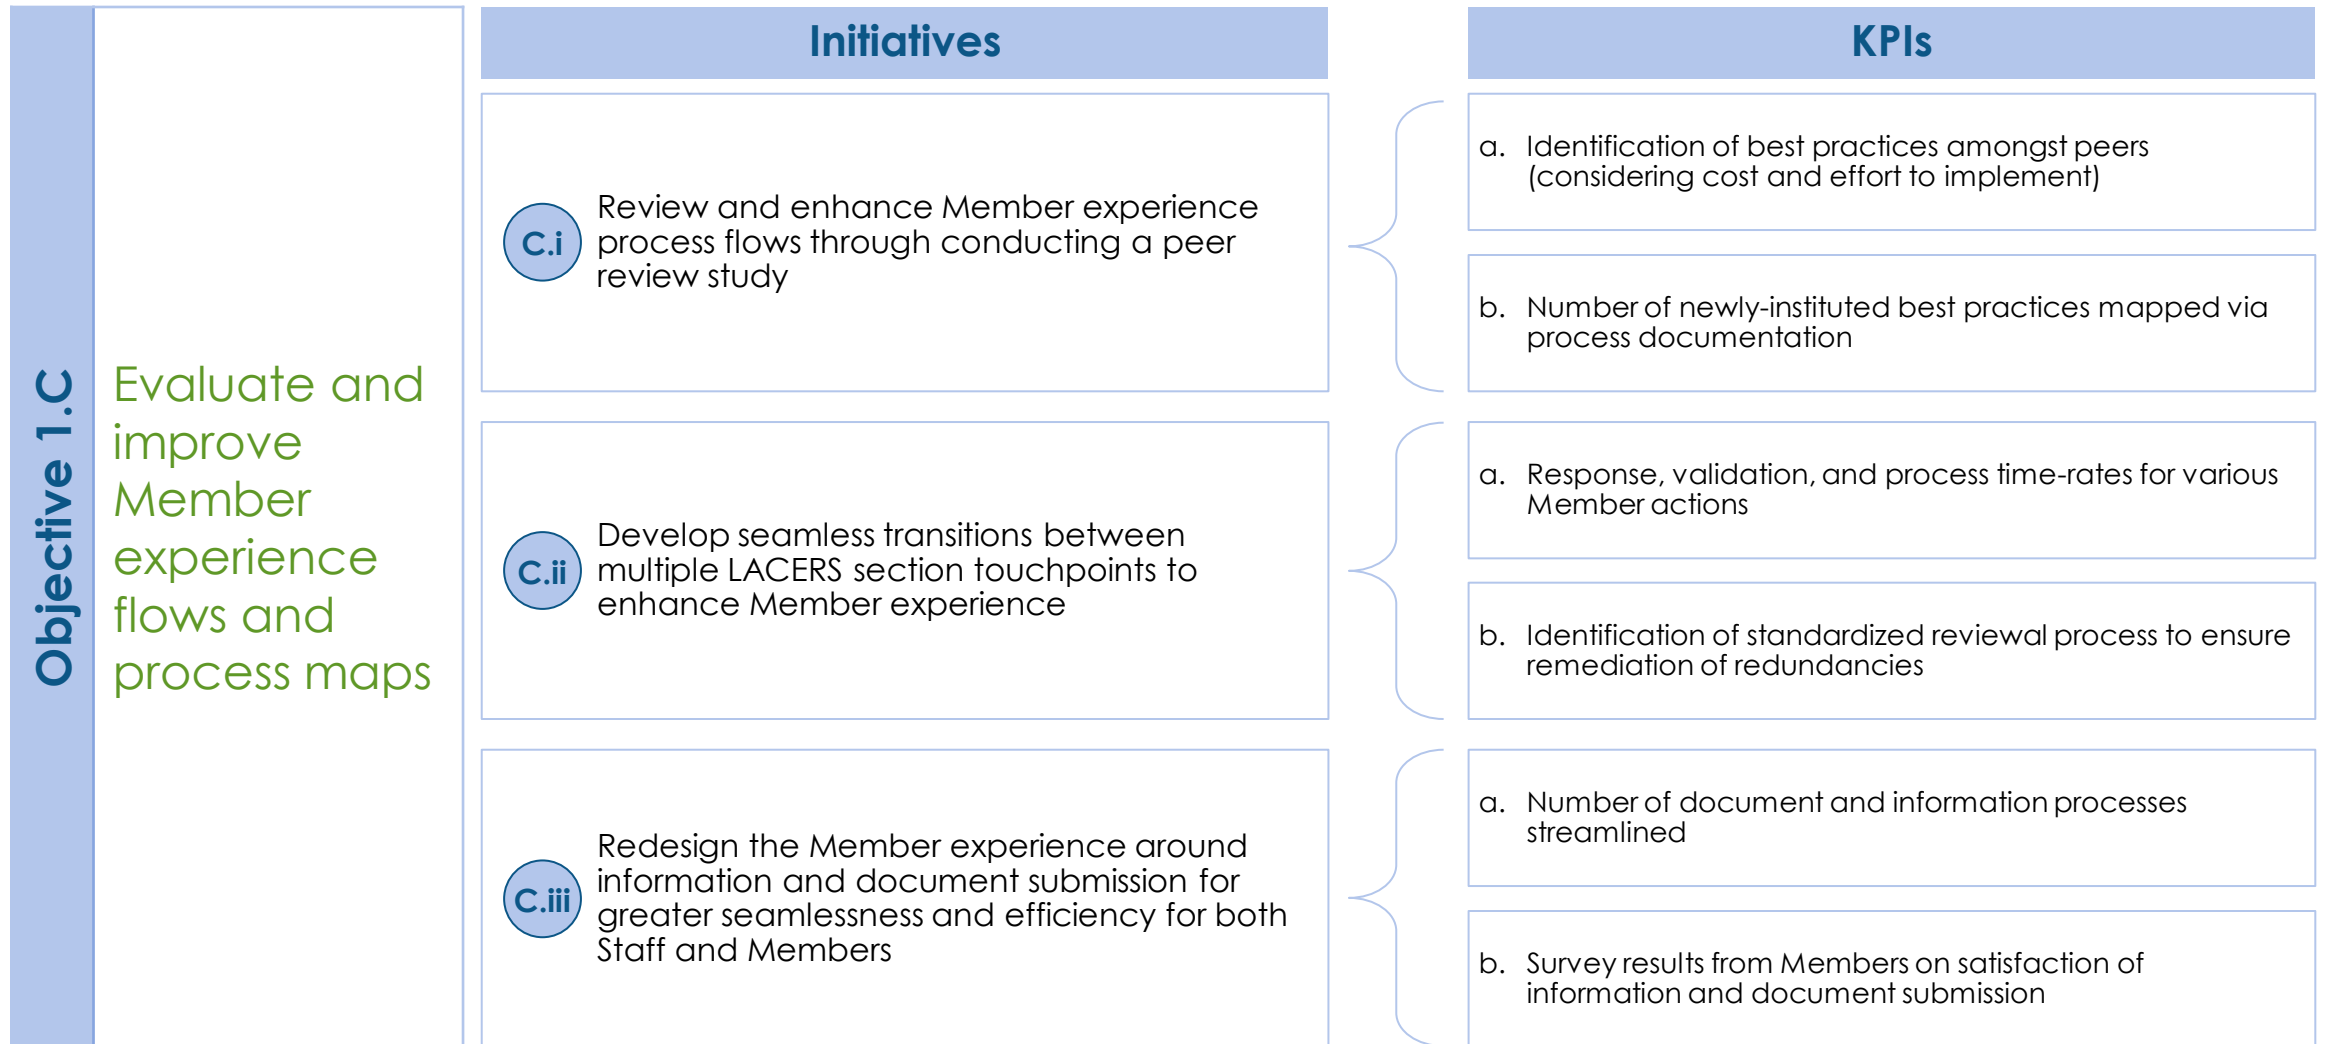 Objective 1.C
Evaluate and
improve
Member
experience
flows and
process maps
Initiatives
KPIs
C.i
Review and enhance Member experience
process flows through conducting a peer
review study
a. Identification of best practices amongst peers
(considering cost and effort to implement)
b. Number of newly-instituted best practices mapped via
process documentation
C.ii
Develop seamless transitions between
multiple LACERS section touchpoints to
enhance Member experience
a. Response, validation, and process time-rates for various
Member actions
b. Identification of standardized reviewal process to ensure
remediation of redundancies
C.iii
Redesign the Member experience around
information and document submission for
greater seamlessness and efficiency for both
Staff and Members
a. Number of document and information processes
streamlined
b. Survey results from Members on satisfaction of
information and document submission